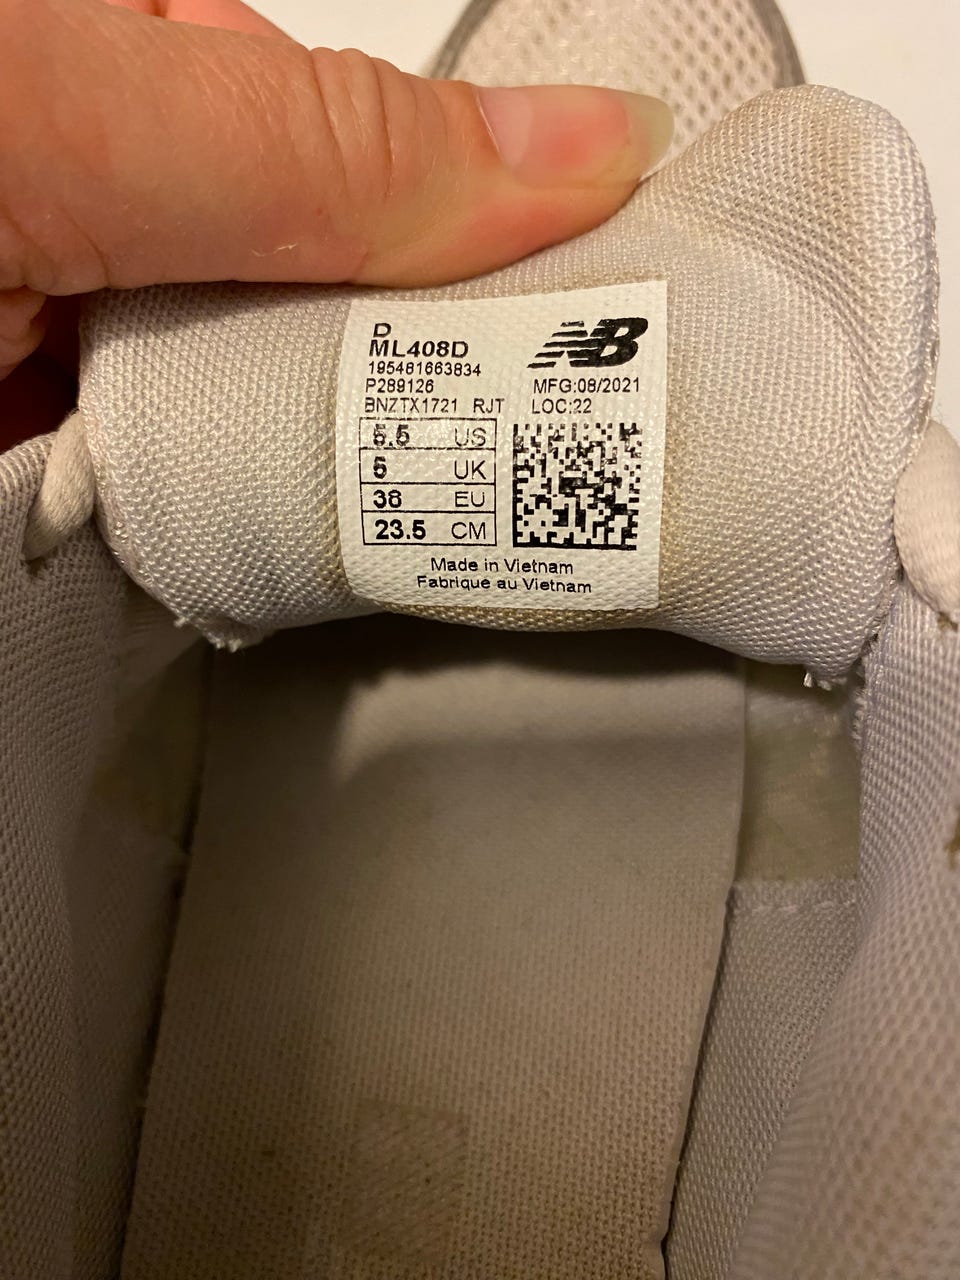 D
ML408D
195481663834
P289126
BNZTX1721 RJT
NB
MFG:08/2021
LOC:22
5.5 US
5 UK
38 EU
23.5 CM
Made in Vietnam
Fabrique au Vietnam